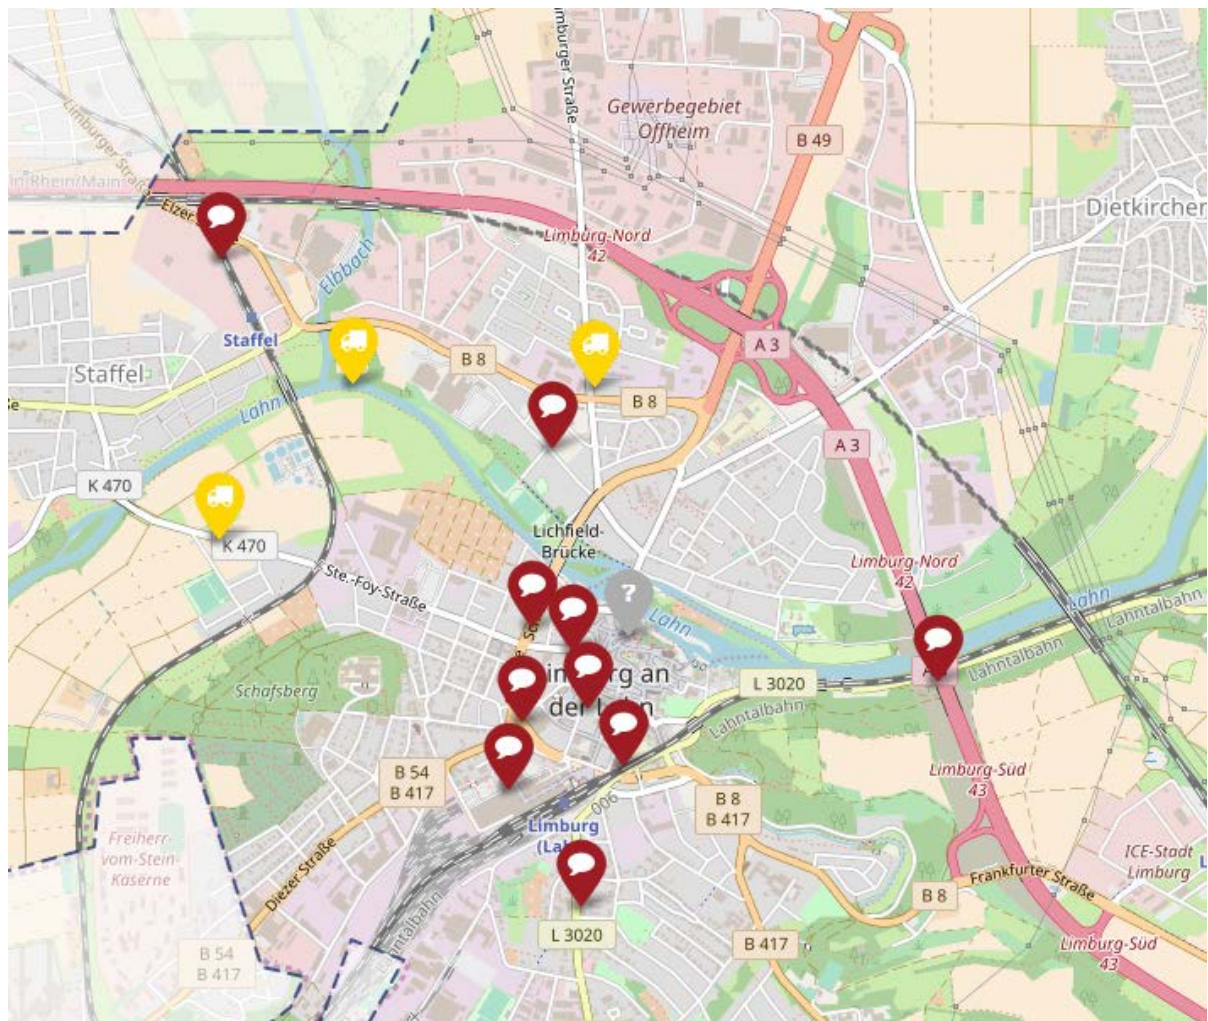 Limburger Straße
Limburger Straße
Gewerbegebiet
Offheim
B 49
in Rhein/Main
Elzer
Dietkirchen
Limburg-Nord
42
Elbbach
Staffel
A 3
B 8
Staffel
B 8
Lahn
A 3
K 470
K 470
Lichfield-
Brücke
Limburg-Nord
42
Ste.-Foy-Straße
?
Lahn
Lahn
Lahntalbahn
Lahntalbahn
Schafsberg
L 3020
an
Lahntalbahn
B 54
B 417
Limburg-Süd
43
B 8
B 417
900
Limburg
Freiherr-
vom-Stein-
Kaserne
ICE-Stadt
Limburg
Diezer Straße
Frankfurter Straße
B 8
L 3020
B 417
Limburg-Süd
43
B 54
B 417